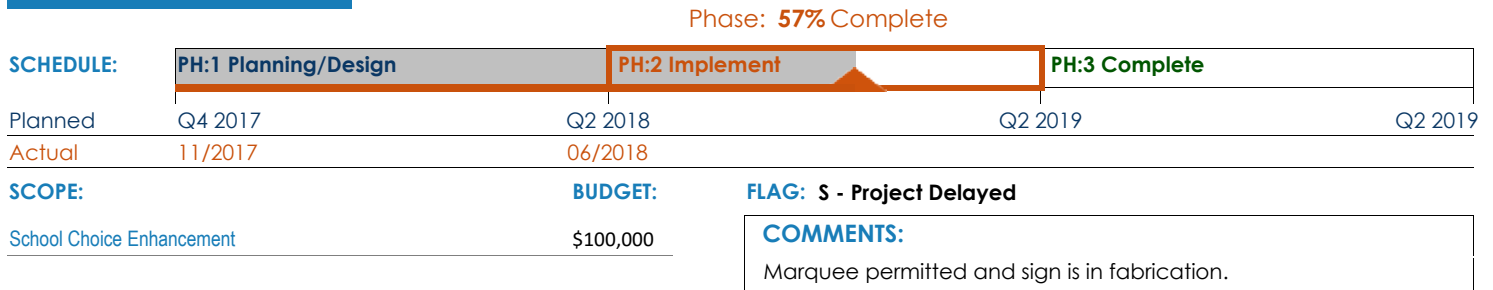 Phase: 57% Complete
SCHEDULE: PH:1 Planning/Design PH:2 Implement PH:3 Complete
Planned Q4 2017 Q2 2018 Q2 2019 Q2 2019
Actual 11/2017 06/2018
SCOPE: BUDGET: FLAG: S - Project Delayed
School Choice Enhancement $100,000 COMMENTS:
Marquee permitted and sign is in fabrication.